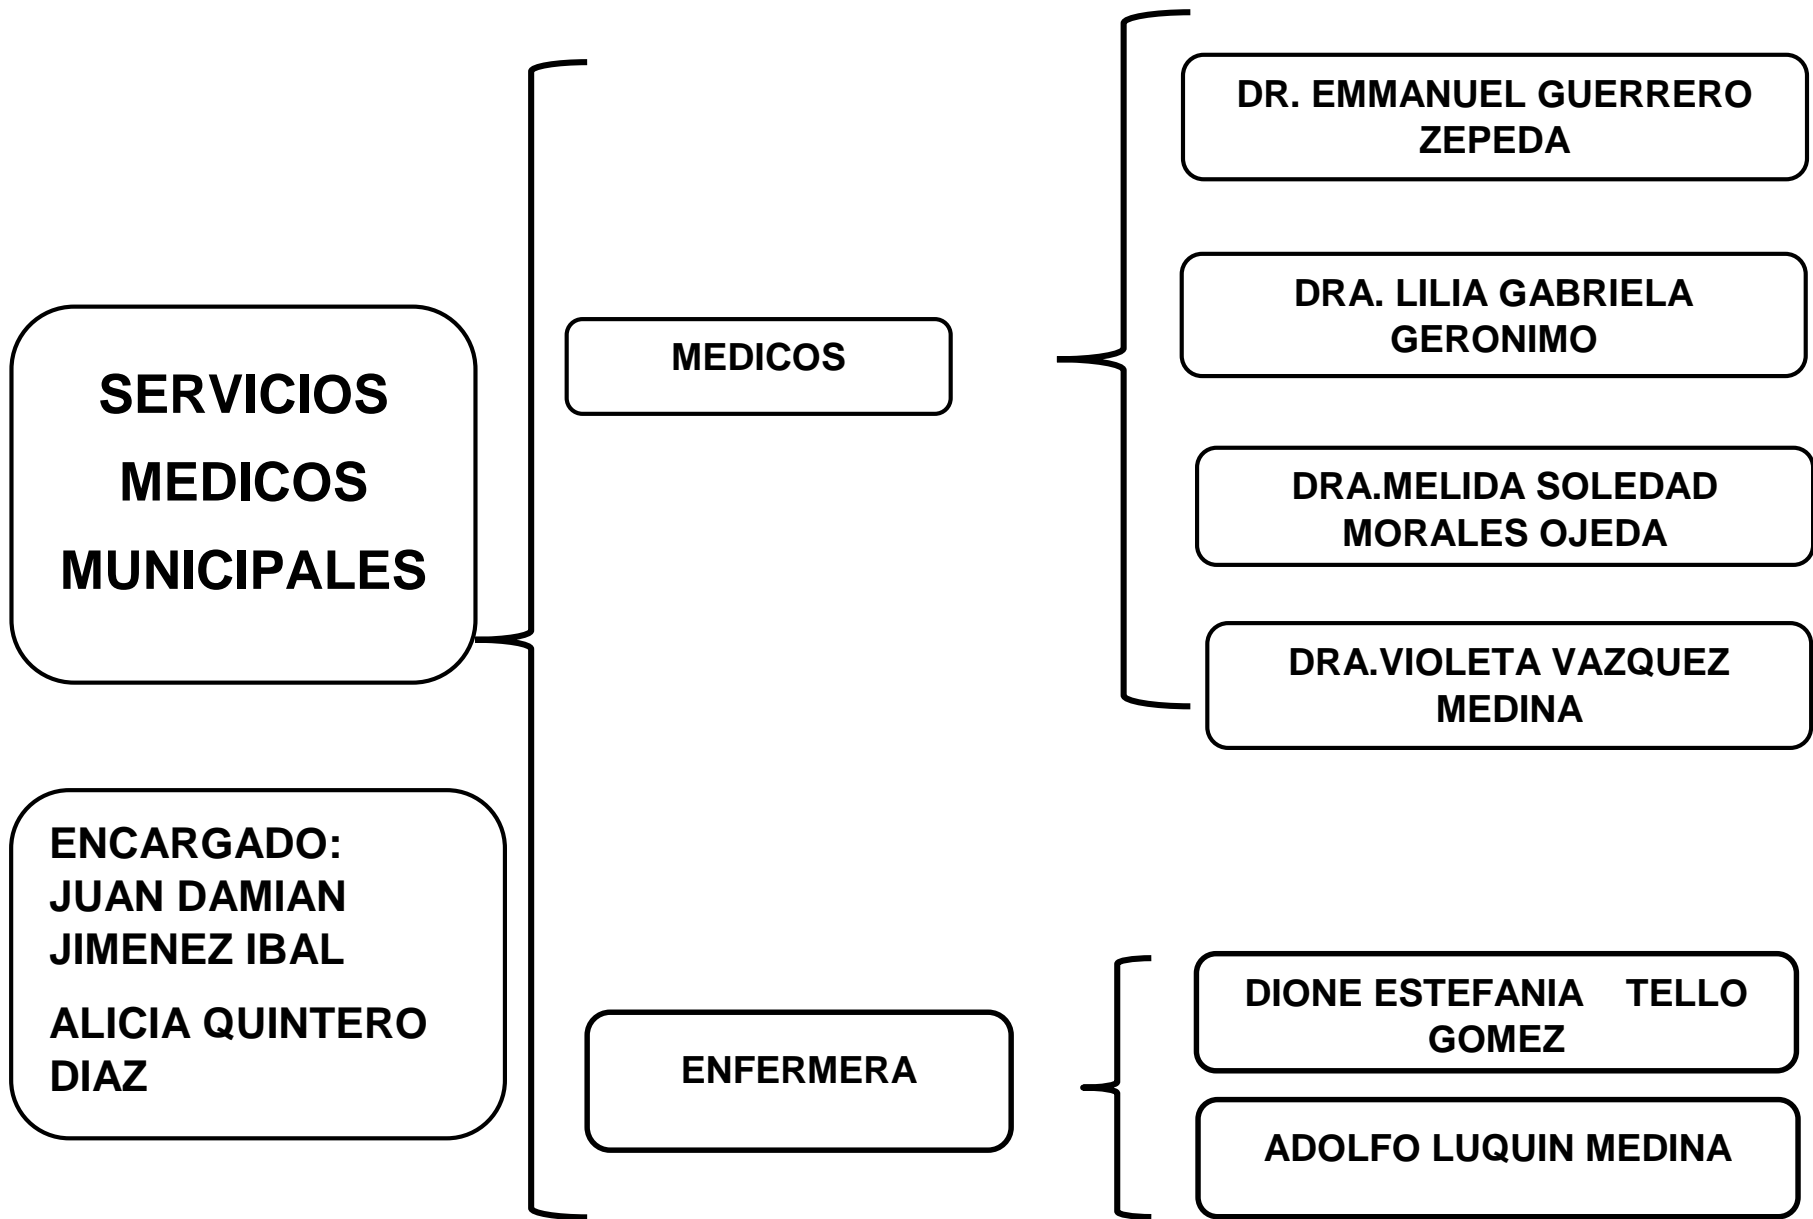 SERVICIOS
MEDICOS
MUNICIPALES
ENCARGADO:
JUAN DAMIAN
JIMENEZ IBAL
ALICIA QUINTERO
DIAZ
MEDICOS
DR. EMMANUEL GUERRERO
ZEPEDA
DRA. LILIA GABRIELA
GERONIMO
DRA.MELIDA SOLEDAD
MORALES OJEDA
DRA.VIOLETA VAZQUEZ
MEDINA
ENFERMERA
DIONE ESTEFANIA TELLO
GOMEZ
ADOLFO LUQUIN MEDINA